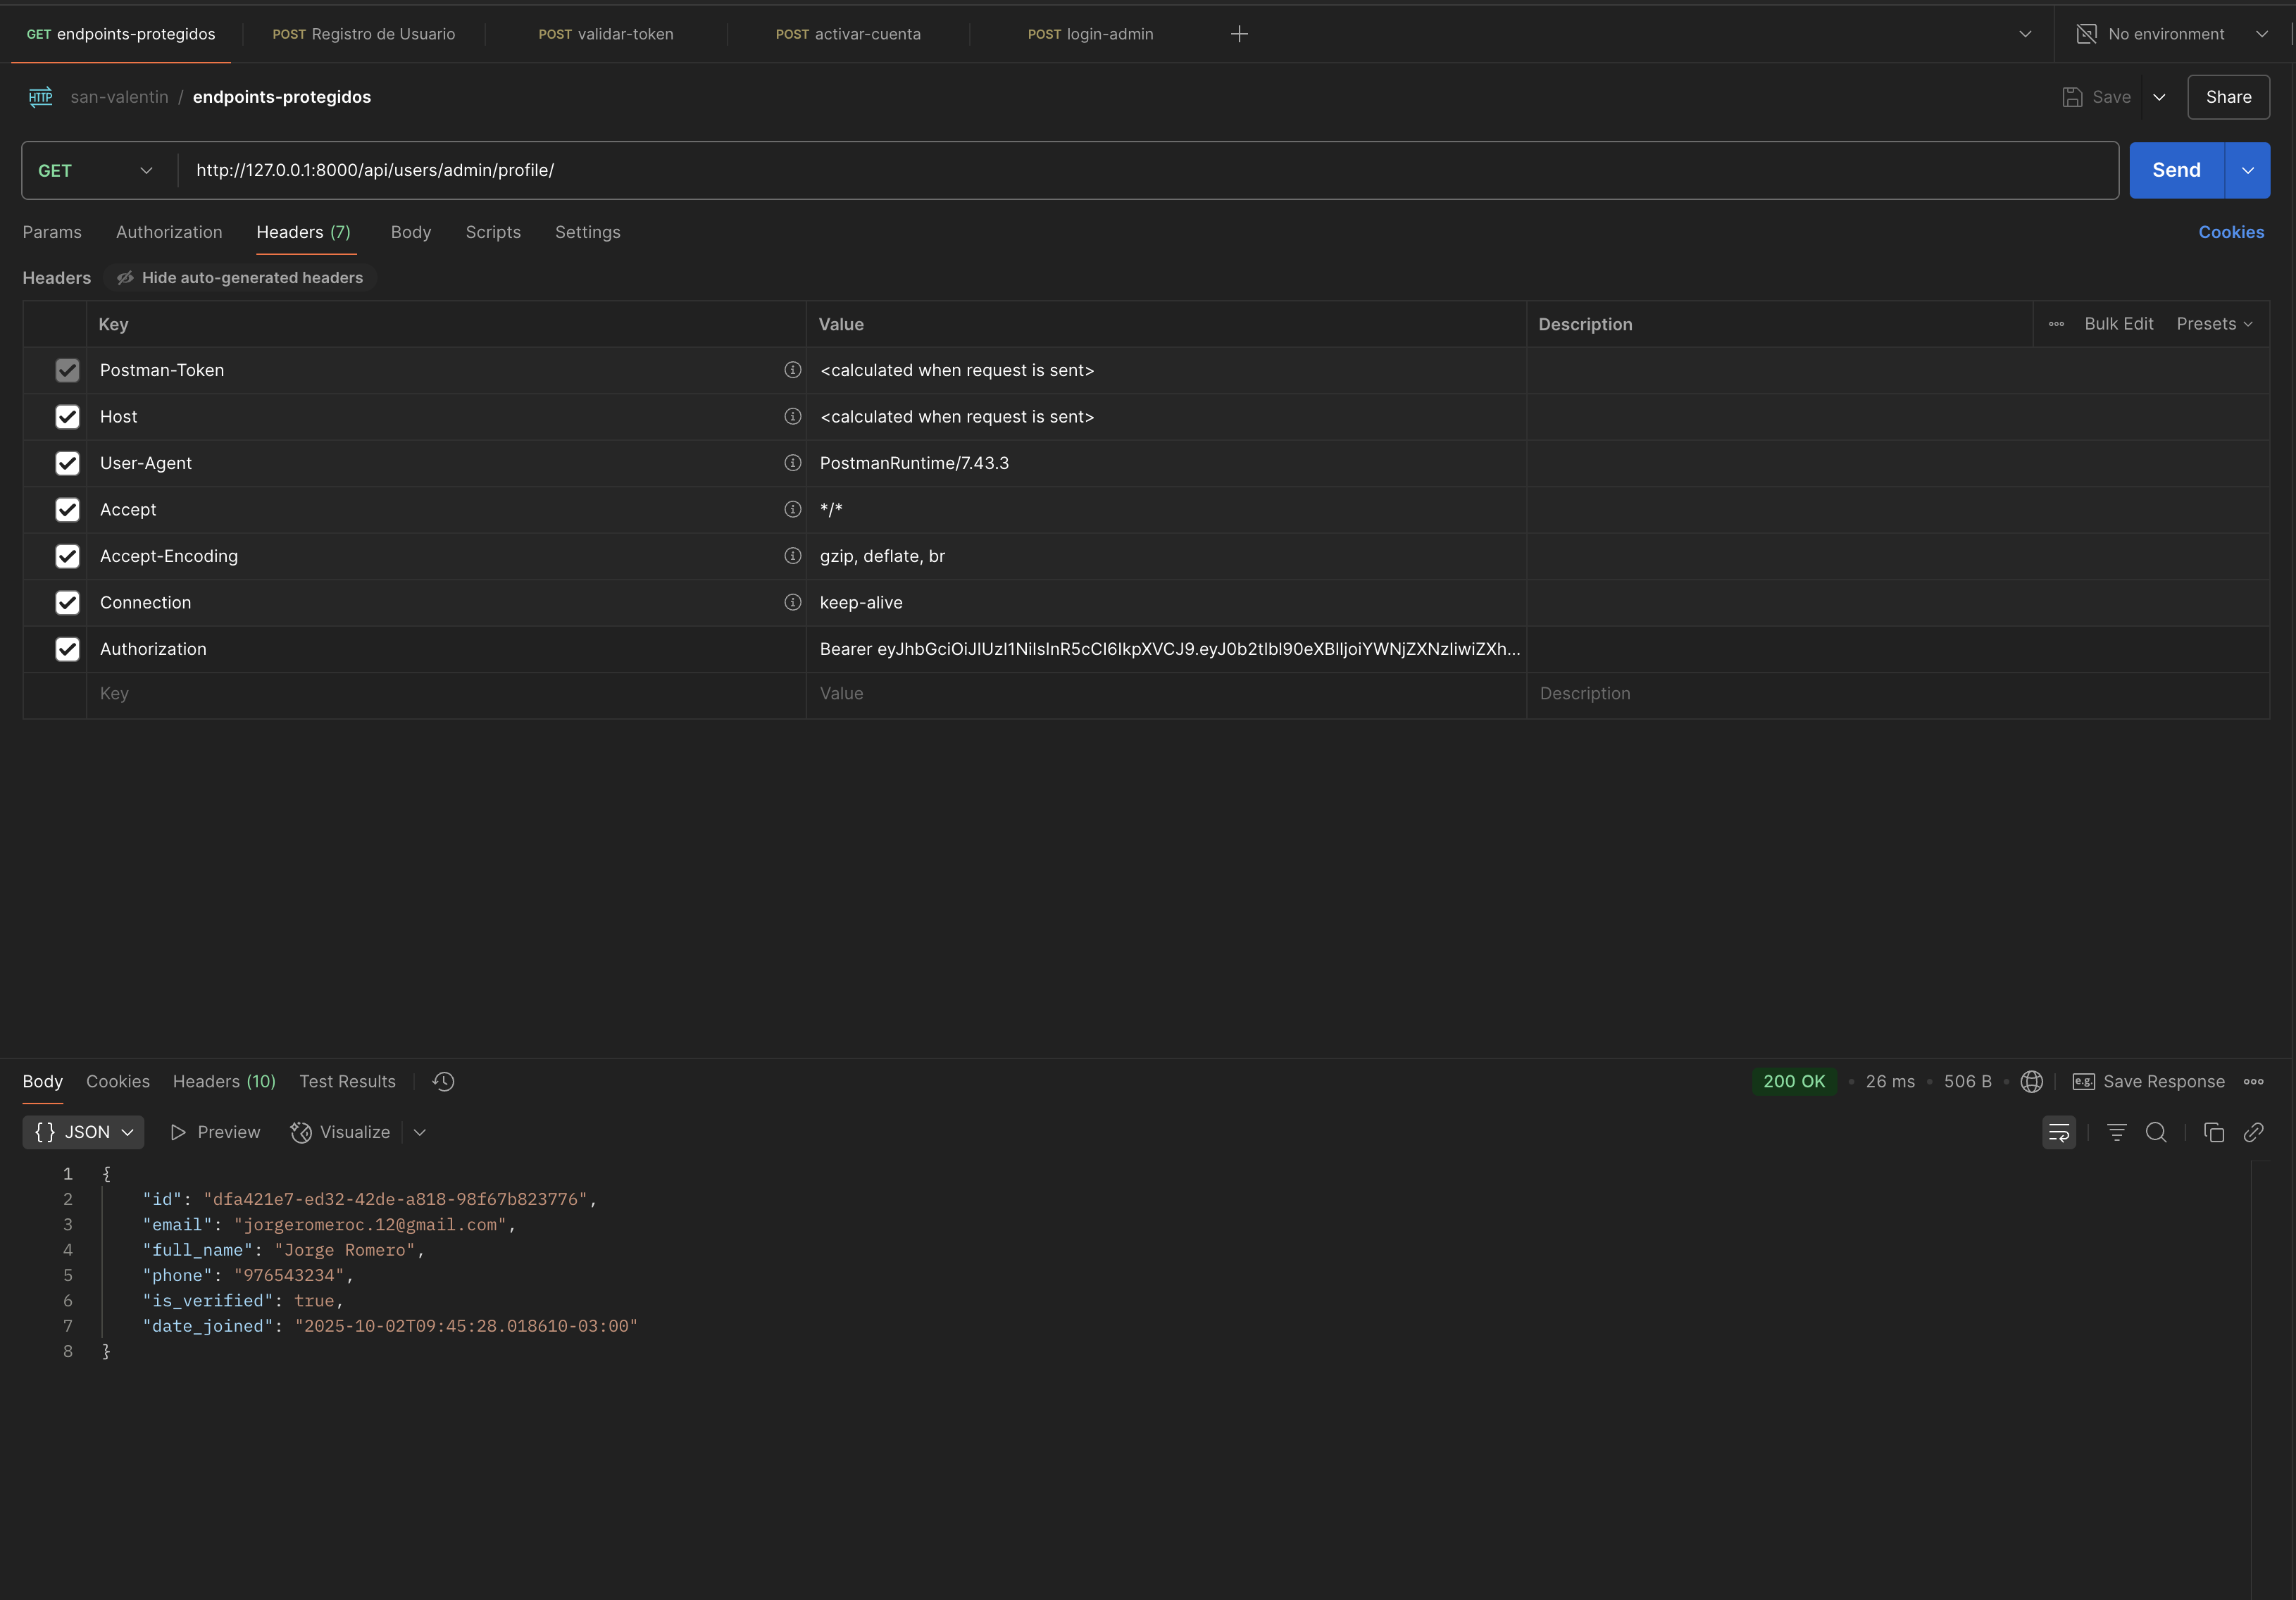 GET endpoints-protegidos POST Registro de Usuario POST validar-token POST activar-cuenta POST login-admin No environment
HTTP san-valentin / endpoints-protegidos Save Share
GET http://127.0.0.1:8000/api/users/admin/profile/ Send
Params Authorization Headers (7) Body Scripts Settings Cookies
Headers Hide auto-generated headers
Key Value Description Bulk Edit Presets
Postman-Token <calculated when request is sent>
Host <calculated when request is sent>
User-Agent PostmanRuntime/7.43.3
Accept */*
Accept-Encoding gzip, deflate, br
Connection keep-alive
Authorization Bearer eyJhbGciOiJIUzI1NiIsInR5cCI6IkpXVCJ9.eyJ0b2tlbl90eXBlIjoiYWNjZXNzIiwiZXh...
Key Value Description
Body Cookies Headers (10) Test Results 200 OK 26 ms 506 B e.g. Save Response
{} JSON Preview Visualize
1 {
2 "id": "dfa421e7-ed32-42de-a818-98f67b823776",
3 "email": "jorgeromeroc.12@gmail.com",
4 "full_name": "Jorge Romero",
5 "phone": "976543234",
6 "is_verified": true,
7 "date_joined": "2025-10-02T09:45:28.018610-03:00"
8 }